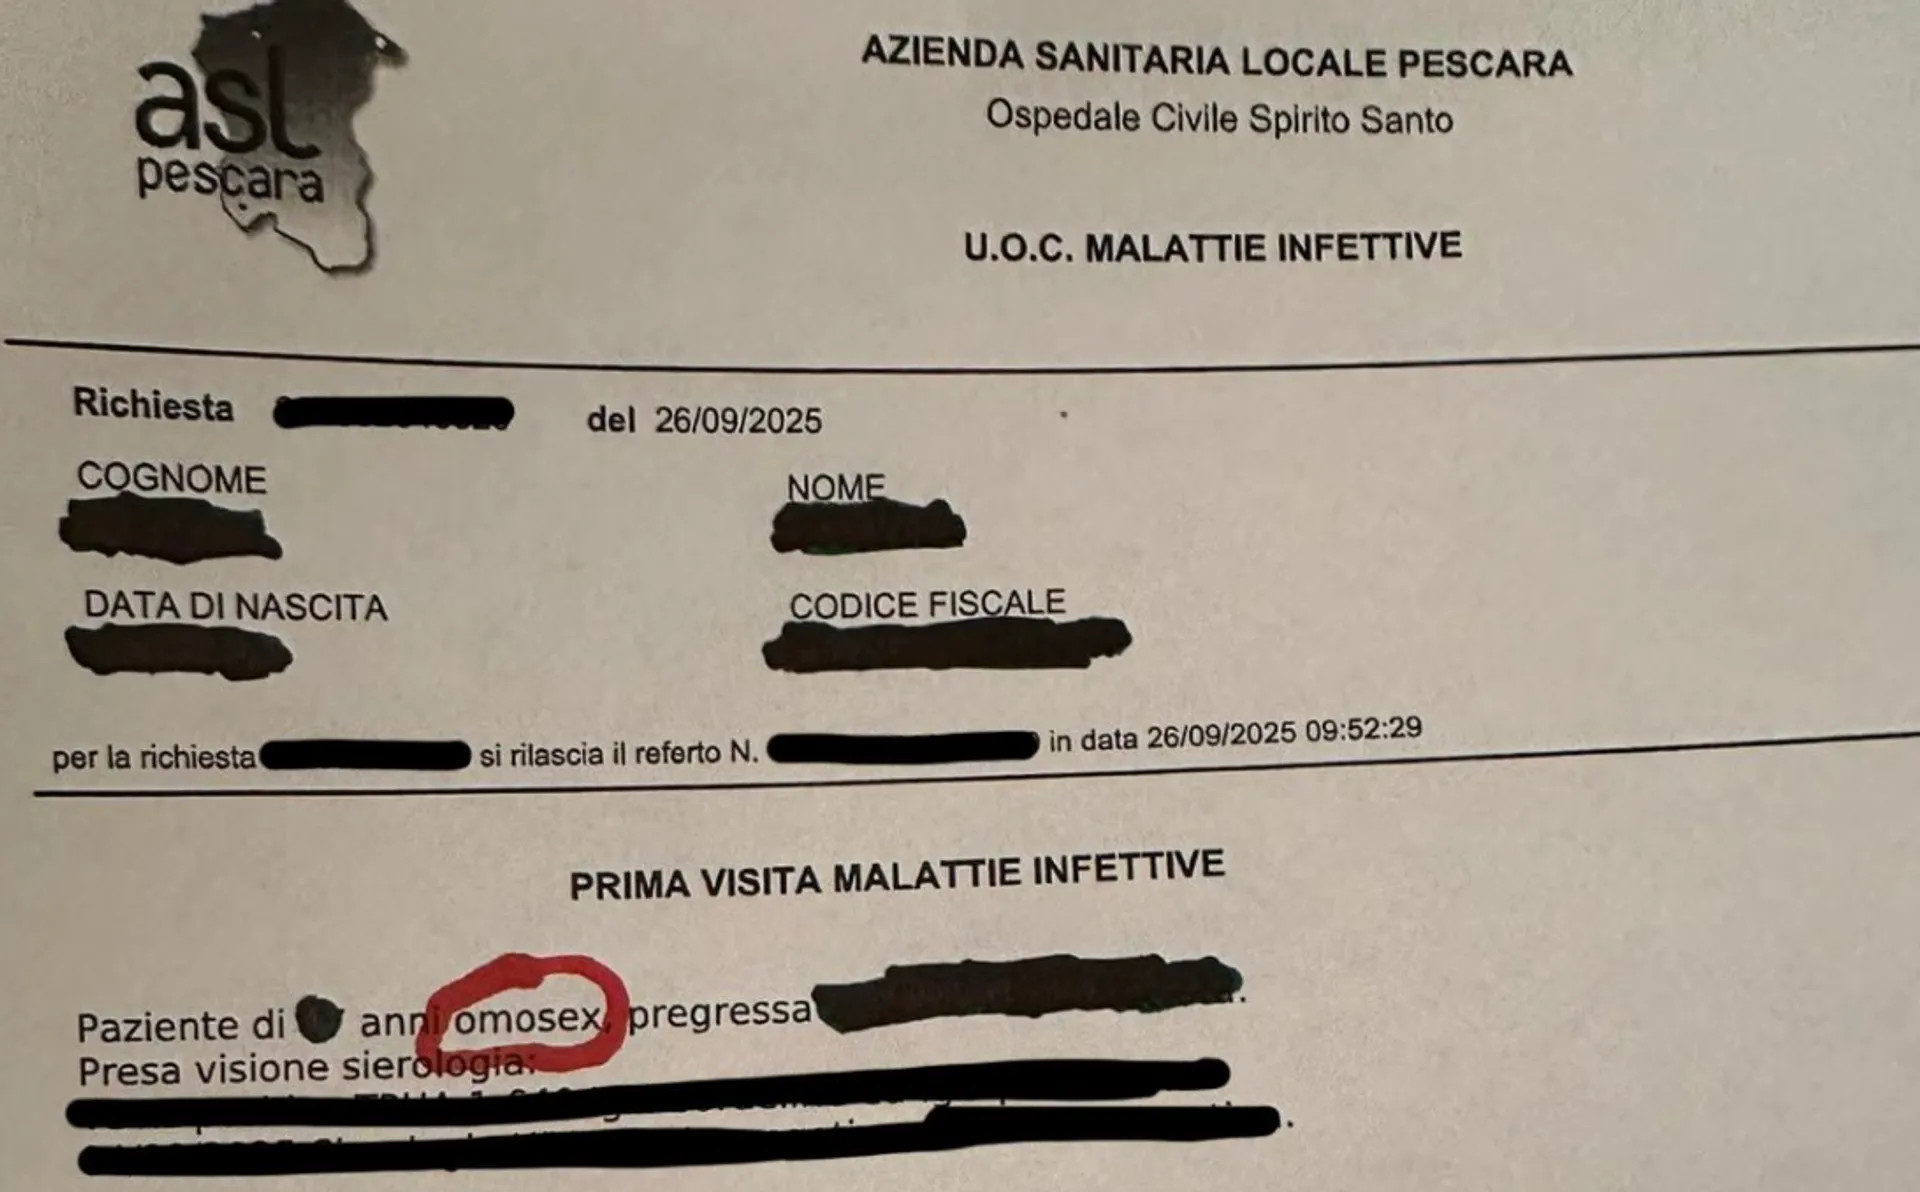 asl
pescara
AZIENDA SANITARIA LOCALE PESCARA
Ospedale Civile Spirito Santo
U.O.C. MALATTIE INFETTIVE
Richiesta del 26/09/2025
COGNOME NOME
DATA DI NASCITA CODICE FISCALE
per la richiesta si rilascia il referto N. in data 26/09/2025 09:52:29
PRIMA VISITA MALATTIE INFETTIVE
Paziente di anni omosex, pregressa .
Presa visione sierologia: